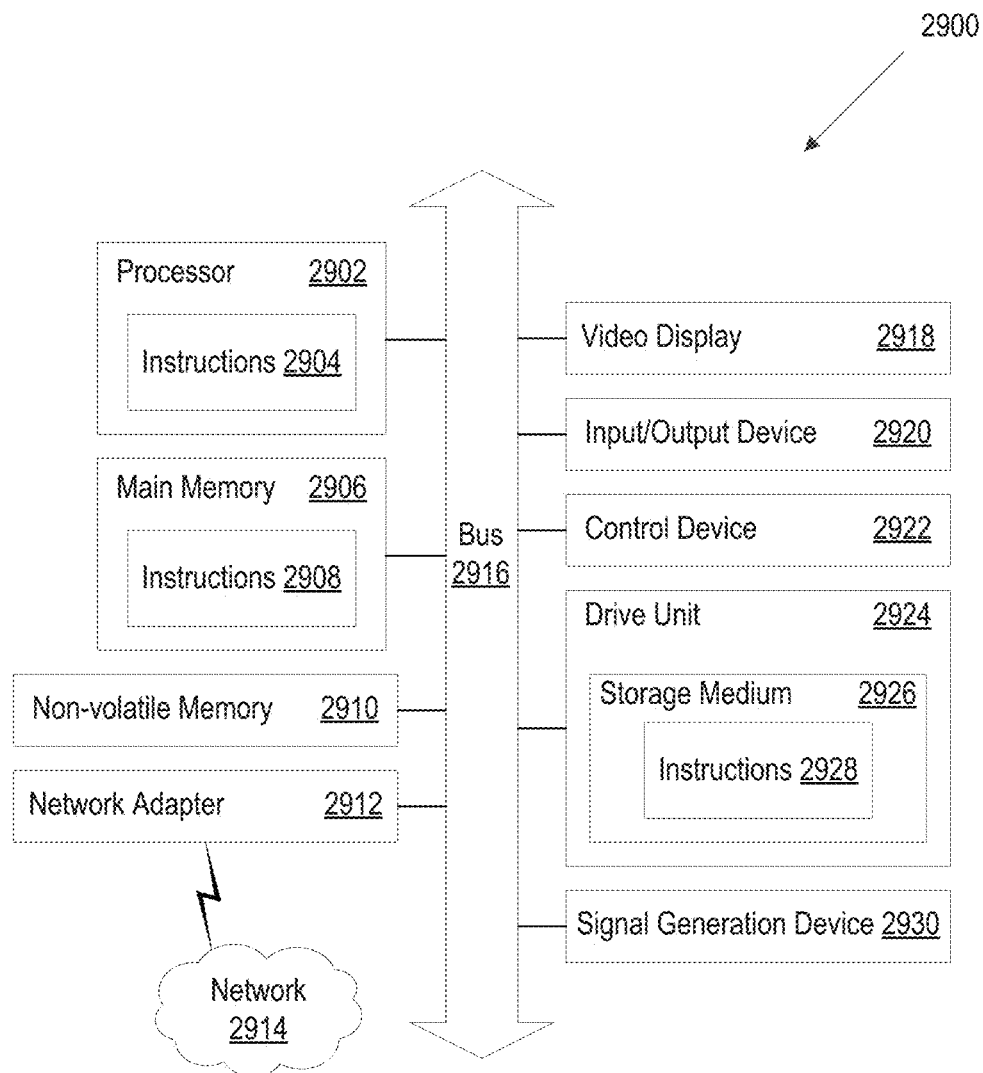 2900
Processor 2902
Instructions 2904
Main Memory 2906
Instructions 2908
Non-volatile Memory 2910
Network Adapter 2912
Network
2914
Bus
2916
Video Display 2918
Input/Output Device 2920
Control Device 2922
Drive Unit 2924
Storage Medium 2926
Instructions 2928
Signal Generation Device 2930